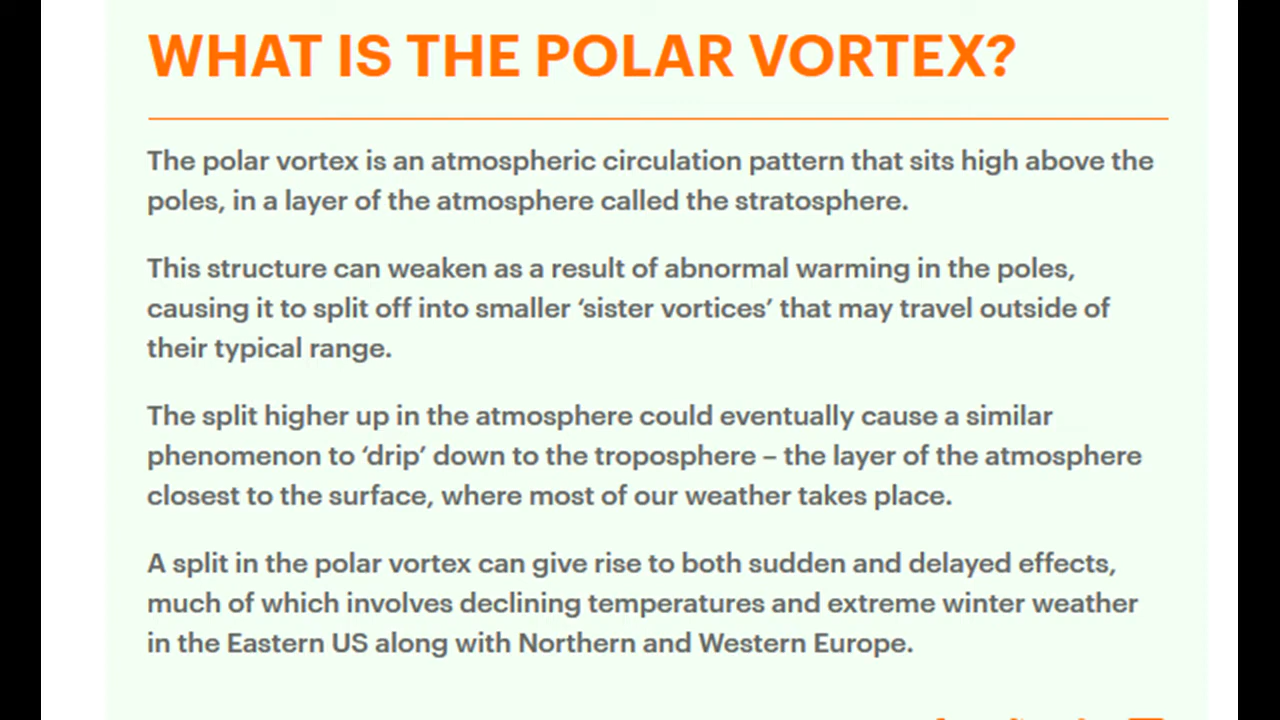 WHAT IS THE POLAR VORTEX?
The polar vortex is an atmospheric circulation pattern that sits high above the
poles, in a layer of the atmosphere called the stratosphere.
This structure can weaken as a result of abnormal warming in the poles,
causing it to split off into smaller ‘sister vortices’ that may travel outside of
their typical range.
The split higher up in the atmosphere could eventually cause a similar
phenomenon to ‘drip’ down to the troposphere – the layer of the atmosphere
closest to the surface, where most of our weather takes place.
A split in the polar vortex can give rise to both sudden and delayed effects,
much of which involves declining temperatures and extreme winter weather
in the Eastern US along with Northern and Western Europe.